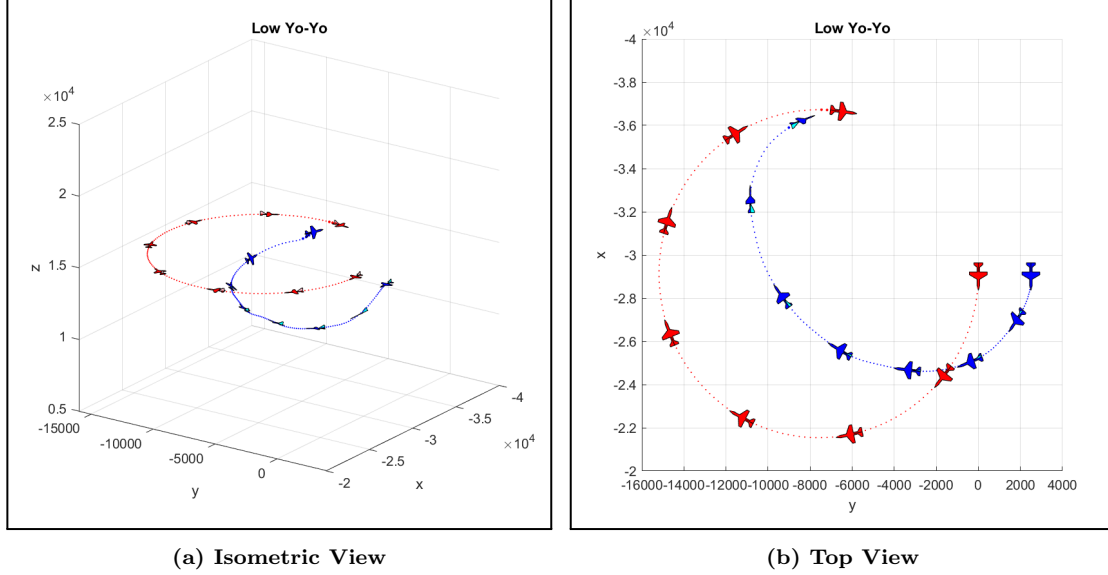 Low Yo-Yo
×10⁴
2.5
2
1.5
1
0.5
z
-15000
-10000
-5000
0
y
-2
-2.5
-3
-3.5
-4
×10⁴
x
(a) Isometric View
Low Yo-Yo
×10⁴
-4
-3.8
-3.6
-3.4
-3.2
-3
-2.8
-2.6
-2.4
-2.2
-2
x
-16000 -14000 -12000 -10000 -8000 -6000 -4000 -2000 0 2000 4000
y
(b) Top View